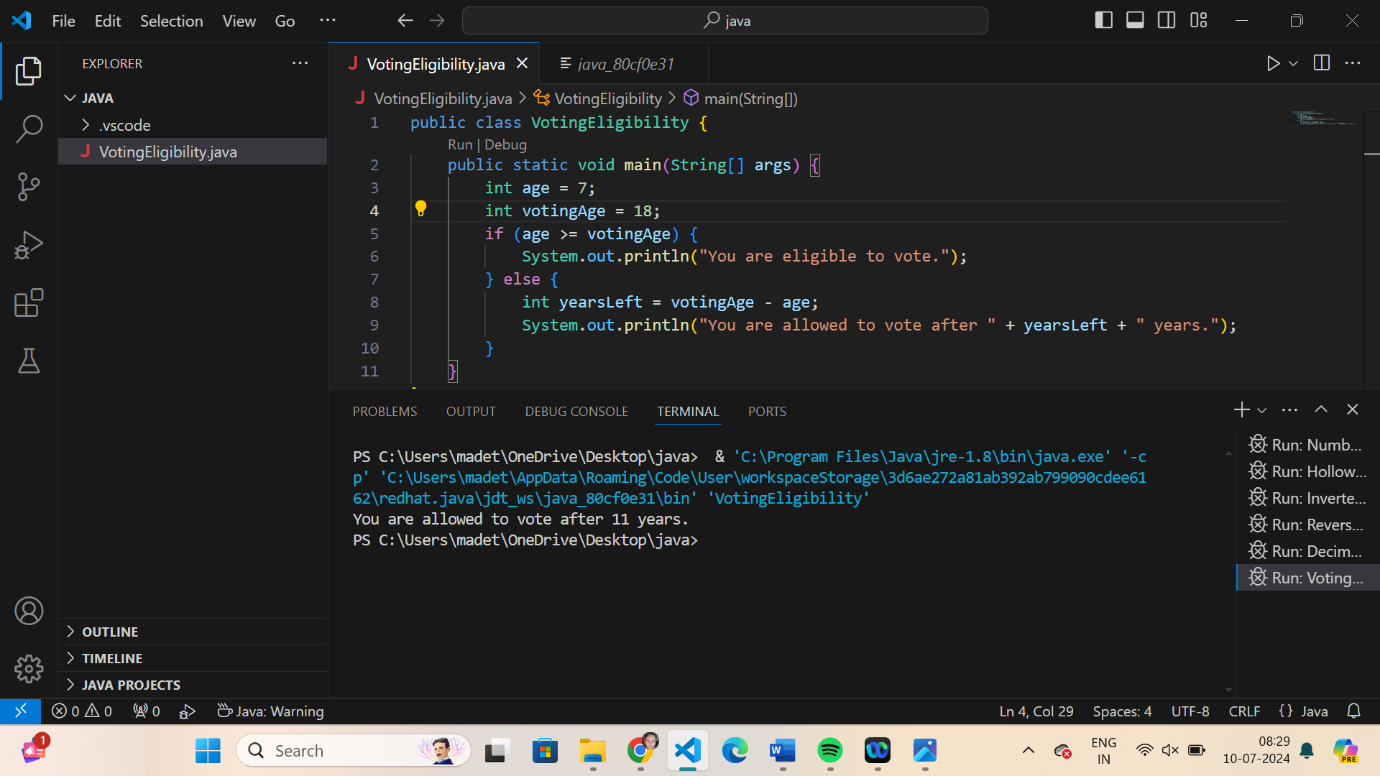 File Edit Selection View Go ··· java
EXPLORER ···
JAVA
.vscode
VotingEligibility.java
OUTLINE
TIMELINE
JAVA PROJECTS
VotingEligibility.java java_80cf0e31
VotingEligibility.java > VotingEligibility > main(String[])
1 public class VotingEligibility {
Run | Debug
2 public static void main(String[] args) {
3 int age = 7;
4 int votingAge = 18;
5 if (age >= votingAge) {
6 System.out.println("You are eligible to vote.");
7 } else {
8 int yearsLeft = votingAge - age;
9 System.out.println("You are allowed to vote after " + yearsLeft + " years.");
10 }
11 }
PROBLEMS OUTPUT DEBUG CONSOLE TERMINAL PORTS
PS C:\Users\madet\OneDrive\Desktop\java> & 'C:\Program Files\Java\jre-1.8\bin\java.exe' '-c
p' 'C:\Users\madet\AppData\Roaming\Code\User\workspaceStorage\3d6ae272a81ab392ab799090cdee61
62\redhat.java\jdt_ws\java_80cf0e31\bin' 'VotingEligibility'
You are allowed to vote after 11 years.
PS C:\Users\madet\OneDrive\Desktop\java>
Run: Numb...
Run: Hollow...
Run: Inverte...
Run: Revers...
Run: Decim...
Run: Voting...
0 0 0 Java: Warning Ln 4, Col 29 Spaces: 4 UTF-8 CRLF {} Java
1 Search ENG 08:29
IN 10-07-2024 PRE